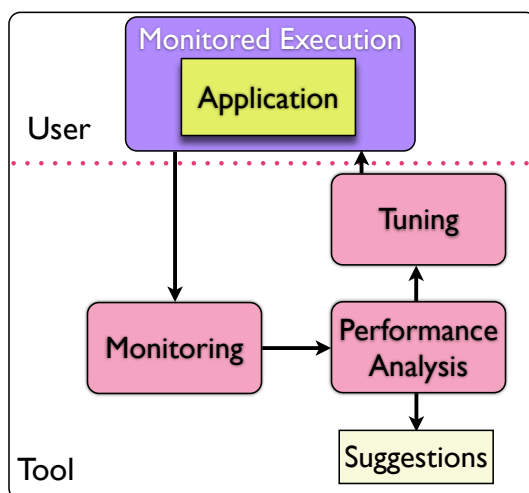 Monitored Execution
Application
User
Tuning
Monitoring
Performance
Analysis
Suggestions
Tool